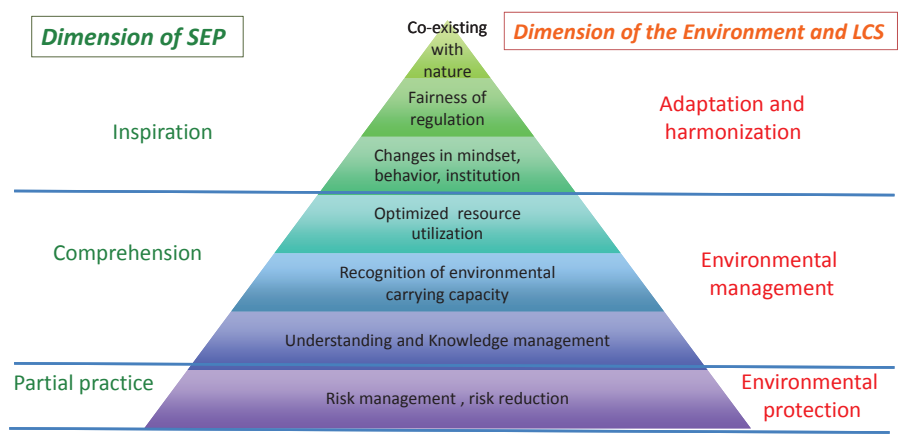 Dimension of SEP
Dimension of the Environment and LCS
Co-existing
with
nature
Fairness of
regulation
Changes in mindset,
behavior, institution
Inspiration
Adaptation and
harmonization
Optimized resource
utilization
Recognition of environmental
carrying capacity
Understanding and Knowledge management
Comprehension
Environmental
management
Partial practice
Risk management , risk reduction
Environmental
protection